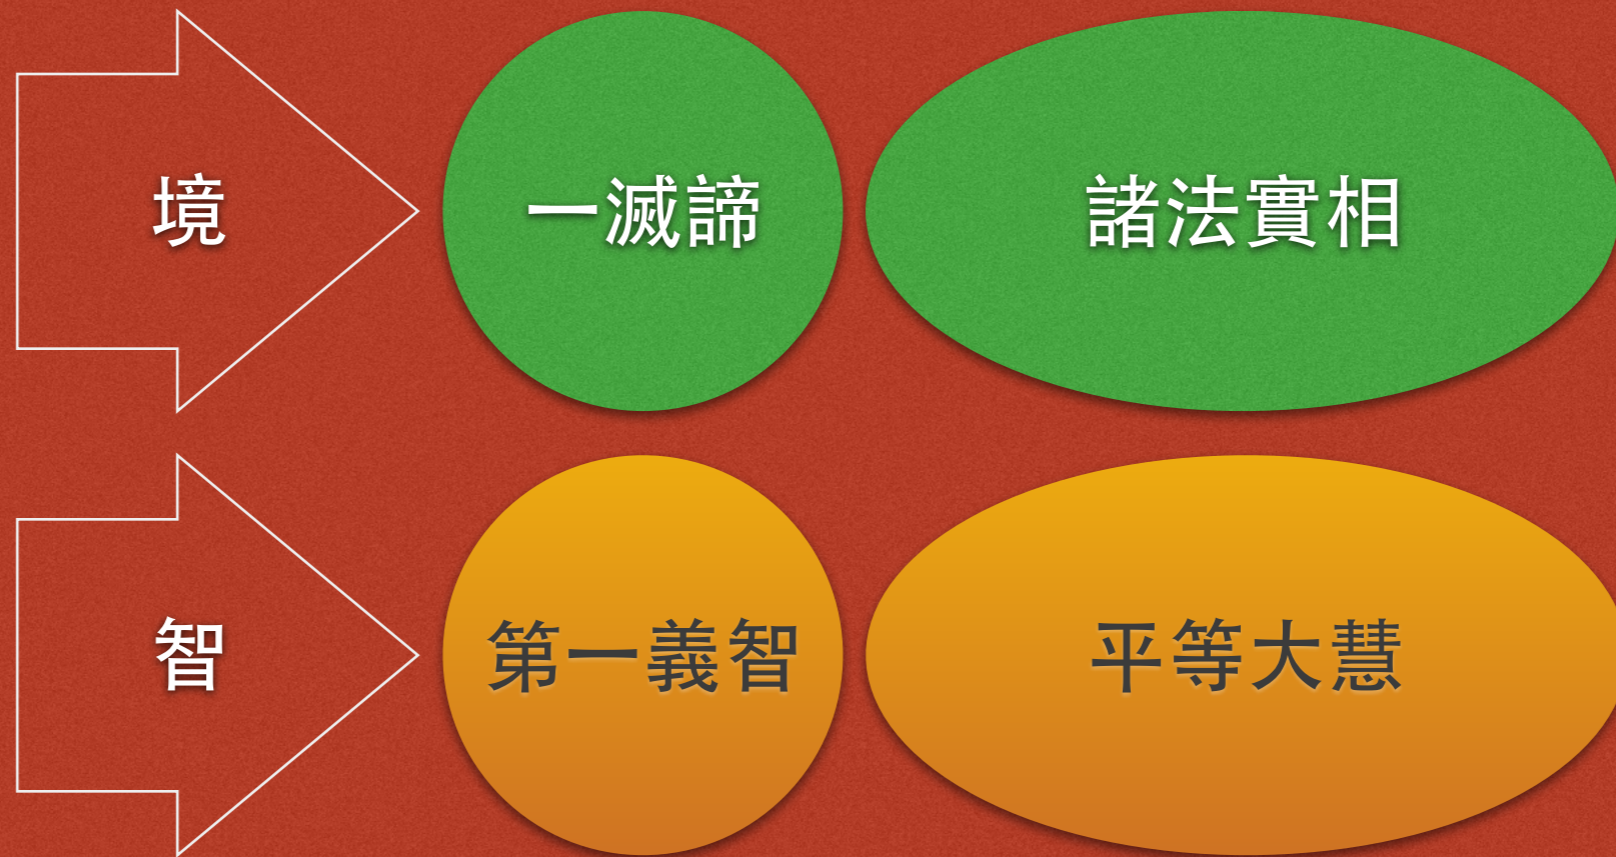 境
一滅諦
諸法實相
智
第一義智
平等大慧